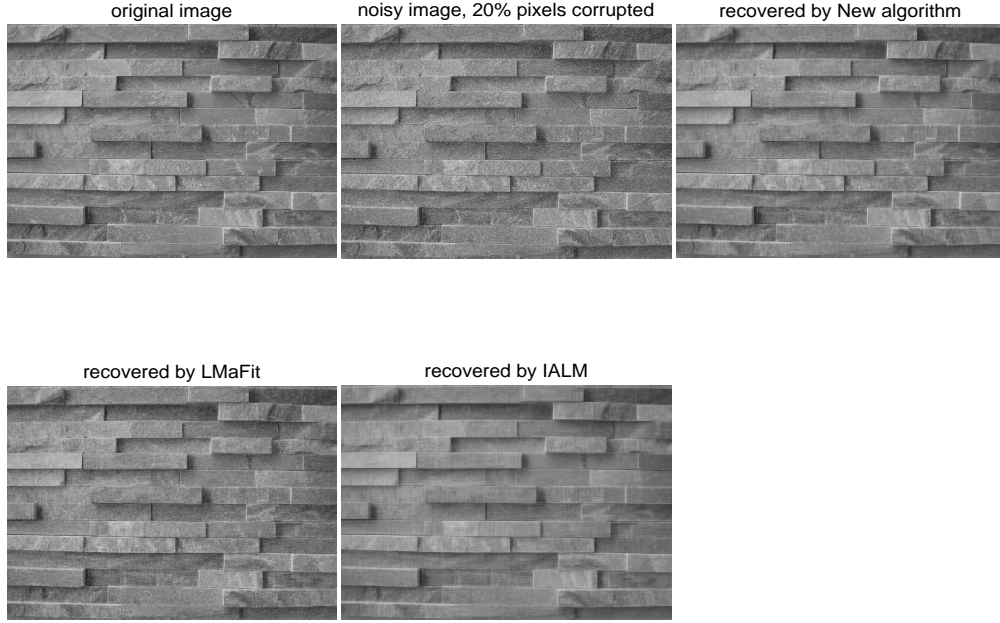 original image
noisy image, 20% pixels corrupted
recovered by New algorithm
recovered by LMaFit
recovered by IALM